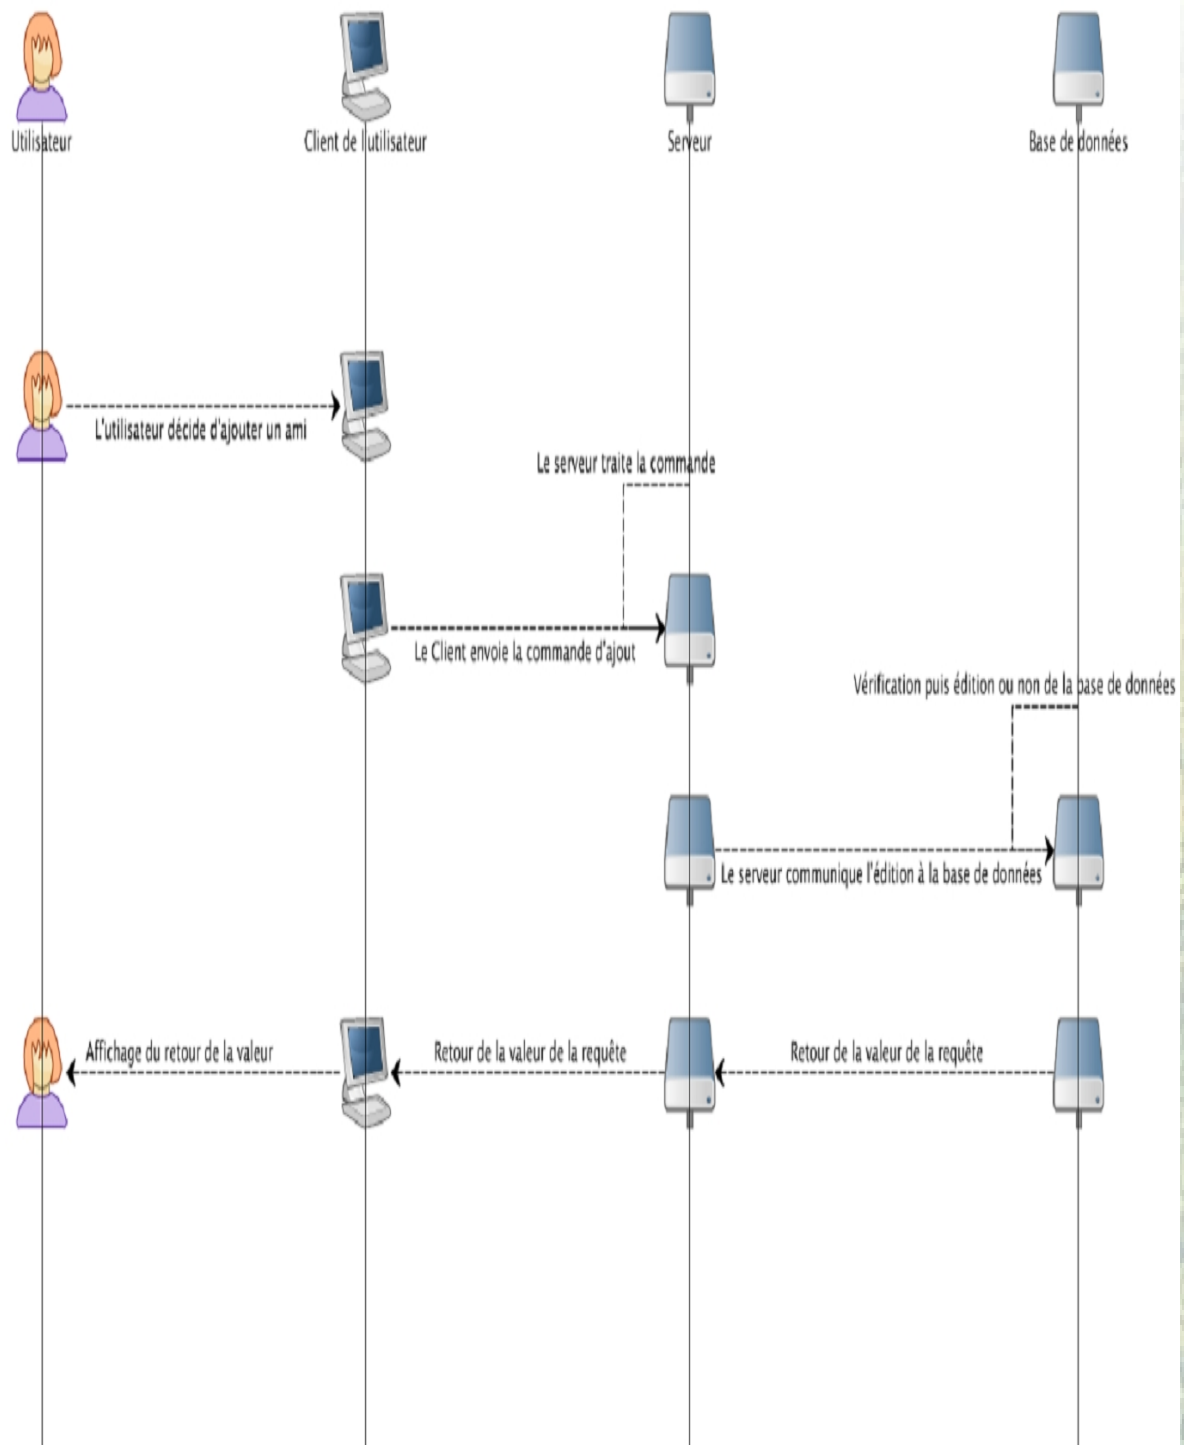 Utilisateur
Client de l'utilisateur
Serveur
Base de données
L'utilisateur décide d'ajouter un ami
Le serveur traite la commande
Le Client envoie la commande d'ajout
Vérification puis édition ou non de la base de données
Le serveur communique l'édition à la base de données
Affichage du retour de la valeur
Retour de la valeur de la requête
Retour de la valeur de la requête